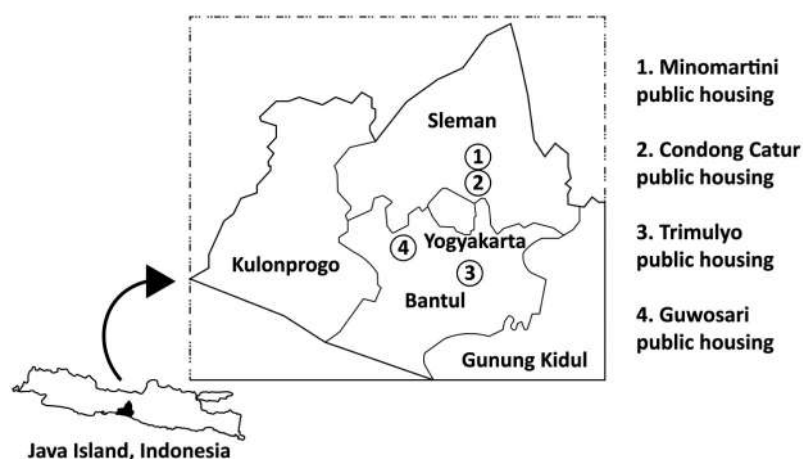 Sleman
1
2
Yogyakarta
4
3
Kulonprogo
Bantul
Gunung Kidul
Java Island, Indonesia
1. Minomartini
public housing
2. Condong Catur
public housing
3. Trimulyo
public housing
4. Guwosari
public housing